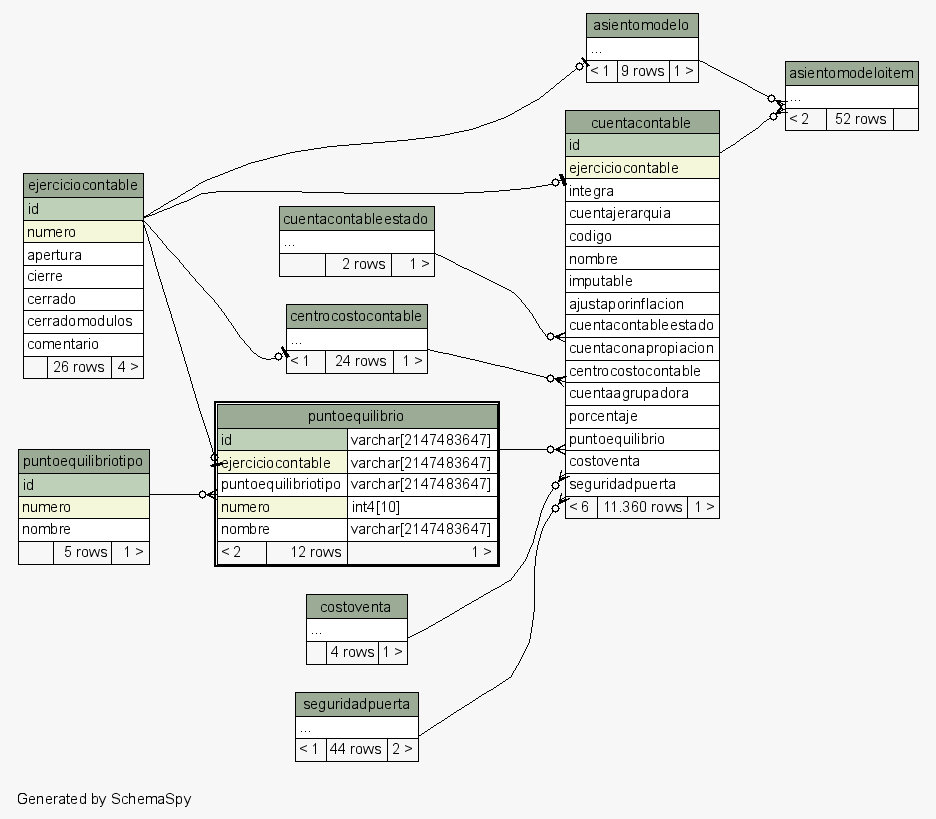 asientomodelo
...
< 1 9 rows 1 >
asientomodeloitem
...
< 2 52 rows
cuentacontable
id
ejerciciocontable
integra
cuentajerarquia
codigo
nombre
imputable
ajustaporinflacion
cuentacontableestado
cuentaconapropiacion
centrocostocontable
cuentaagrupadora
porcentaje
puntoequilibrio
costoventa
seguridadpuerta
< 6 11.360 rows 1 >
ejerciciocontable
id
numero
apertura
cierre
cerrado
cerradomodulos
comentario
26 rows 4 >
cuentacontableestado
...
2 rows 1 >
centrocostocontable
...
< 1 24 rows 1 >
puntoequilibrio
id varchar[2147483647]
ejerciciocontable varchar[2147483647]
puntoequilibriotipo varchar[2147483647]
numero int4[10]
nombre varchar[2147483647]
< 2 12 rows 1 >
puntoequilibriotipo
id
numero
nombre
5 rows 1 >
costoventa
...
4 rows 1 >
seguridadpuerta
...
< 1 44 rows 2 >
Generated by SchemaSpy